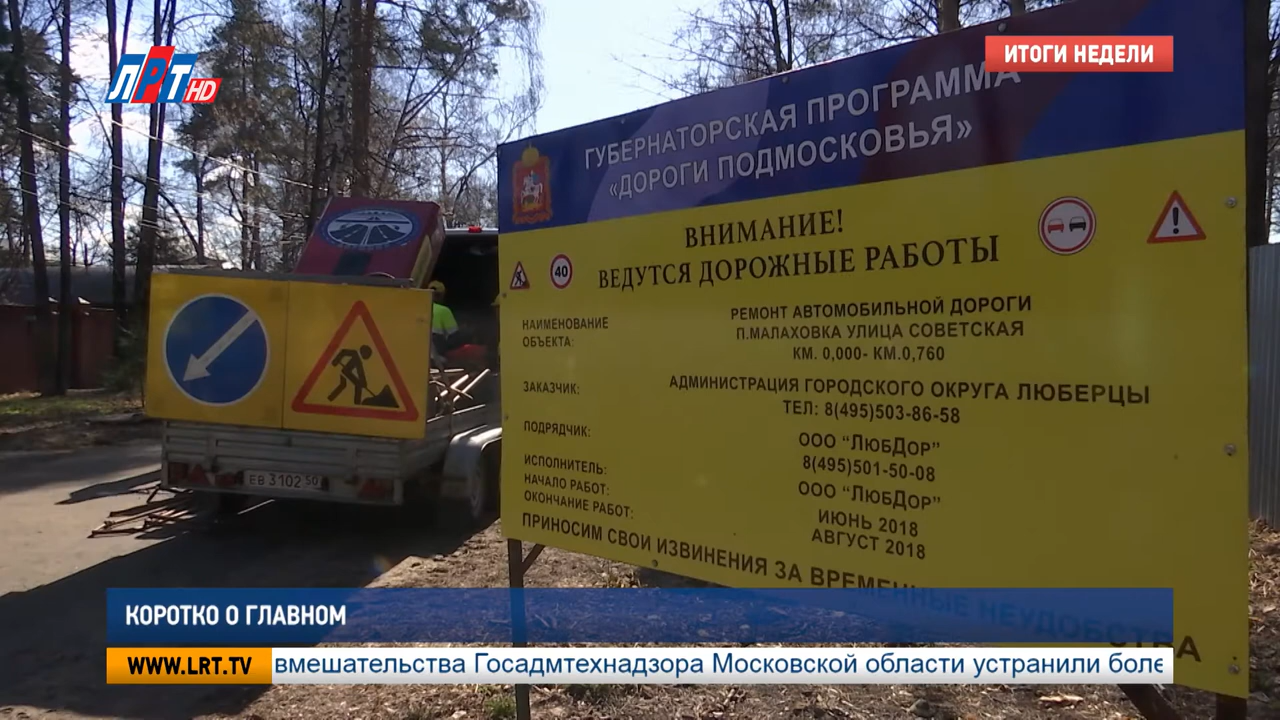 ЛРТ HD
ИТОГИ НЕДЕЛИ
ГУБЕРНАТОРСКАЯ ПРОГРАММА
«ДОРОГИ ПОДМОСКОВЬЯ»
ВНИМАНИЕ!
ВЕДУТСЯ ДОРОЖНЫЕ РАБОТЫ
40
НАИМЕНОВАНИЕ
ОБЪЕКТА:
РЕМОНТ АВТОМОБИЛЬНОЙ ДОРОГИ
П.МАЛАХОВКА УЛИЦА СОВЕТСКАЯ
КМ. 0,000- КМ.0,760
ЗАКАЗЧИК:
АДМИНИСТРАЦИЯ ГОРОДСКОГО ОКРУГА ЛЮБЕРЦЫ
ТЕЛ: 8(495)503-86-58
ПОДРЯДЧИК:
ООО "ЛЮБДОР"
8(495)501-50-08
ИСПОЛНИТЕЛЬ:
ООО "ЛЮБДОР"
НАЧАЛО РАБОТ:
ИЮНЬ 2018
ОКОНЧАНИЕ РАБОТ:
АВГУСТ 2018
ПРИНОСИМ СВОИ ИЗВИНЕНИЯ ЗА ВРЕМЕННЫЕ НЕУДОБСТВА
ЕВ 3102 50
КОРОТКО О ГЛАВНОМ
WWW.LRT.TV
вмешательства Госадмтехнадзора Московской области устранили боле